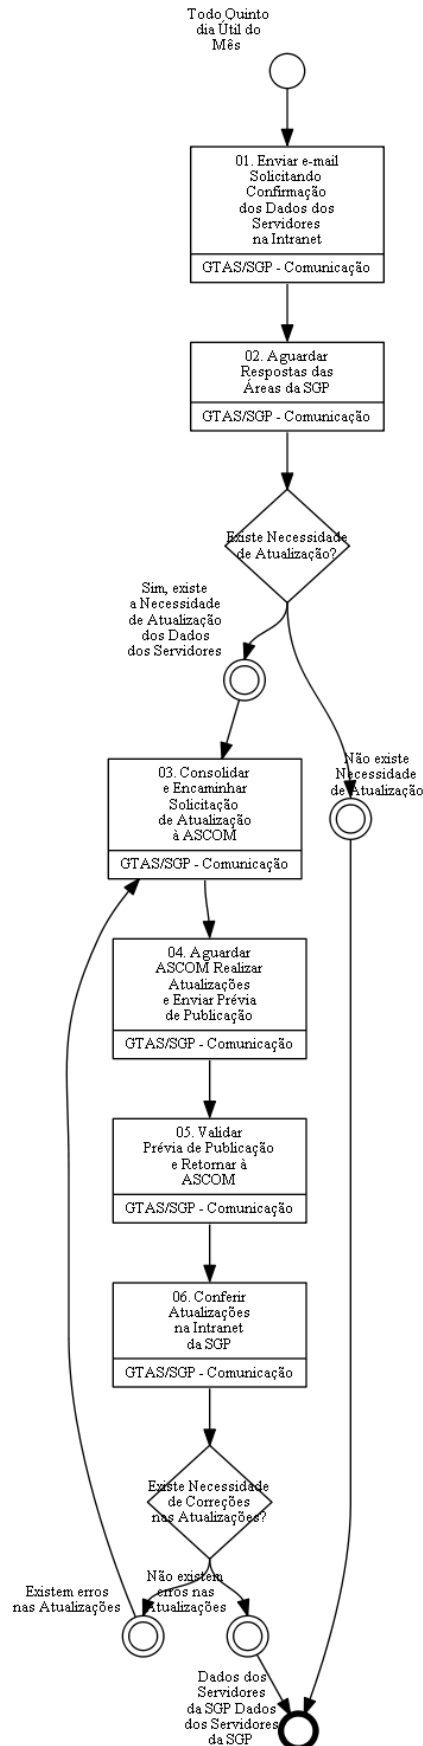 Todo Quinto
dia Útil do
Mês
01. Enviar e-mail
Solicitando
Confirmação
dos Dados dos
Servidores
na Intranet
GTAS/SGP - Comunicação
02. Aguardar
Respostas das
Áreas da SGP
GTAS/SGP - Comunicação
Existe Necessidade
de Atualização?
Sim, existe
a Necessidade
de Atualização
dos Dados
dos Servidores
Não existe
Necessidade
de Atualização
03. Consolidar
e Encaminhar
Solicitação
de Atualização
à ASCOM
GTAS/SGP - Comunicação
04. Aguardar
ASCOM Realizar
Atualizações
e Enviar Prévia
de Publicação
GTAS/SGP - Comunicação
05. Validar
Prévia de Publicação
e Retornar à
ASCOM
GTAS/SGP - Comunicação
06. Conferir
Atualizações
na Intranet
da SGP
GTAS/SGP - Comunicação
Existe Necessidade
de Correções
nas Atualizações?
Existem erros
nas Atualizações
Não existem
erros nas
Atualizações
Dados dos
Servidores
da SGP Dados
dos Servidores
da SGP